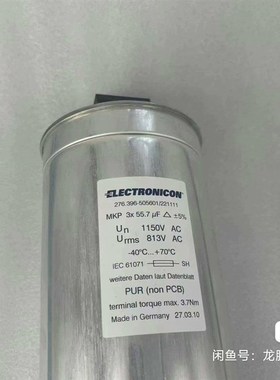 ELECTRONICON®
276.396-505601/221111
MKP 3x 55.7 µF △ ±5%
Un 1150V AC
Urms 813V AC
-40°C...+70°C
IEC 61071 SH
weitere Daten laut Datenblatt
PUR (non PCB)
terminal torque max. 3.7Nm
Made in Germany 27.03.10
闲鱼号: